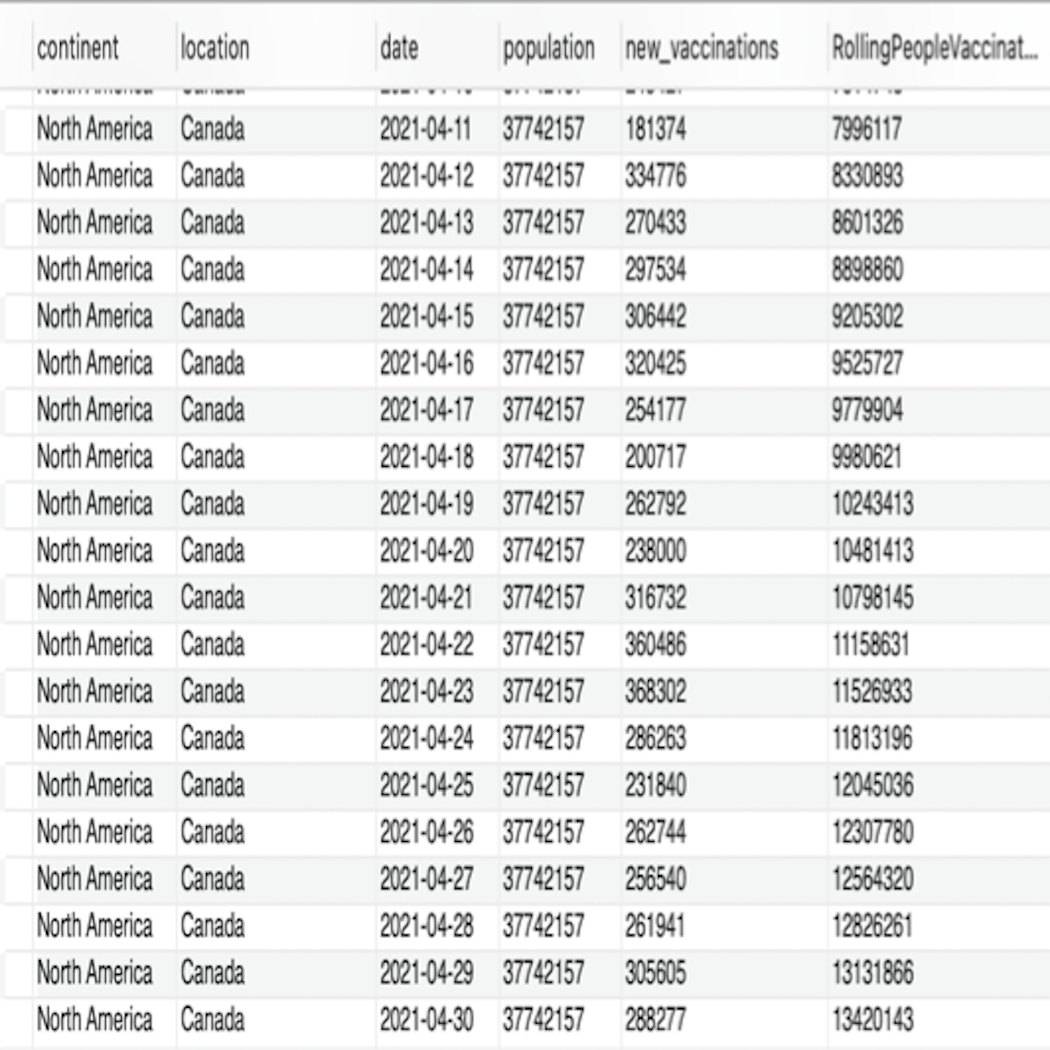 continent location date population new_vaccinations RollingPeopleVaccinat...
North America Canada 2021-04-11 37742157 181374 7996117
North America Canada 2021-04-12 37742157 334776 8330893
North America Canada 2021-04-13 37742157 270433 8601326
North America Canada 2021-04-14 37742157 297534 8898860
North America Canada 2021-04-15 37742157 306442 9205302
North America Canada 2021-04-16 37742157 320425 9525727
North America Canada 2021-04-17 37742157 254177 9779904
North America Canada 2021-04-18 37742157 200717 9980621
North America Canada 2021-04-19 37742157 262792 10243413
North America Canada 2021-04-20 37742157 238000 10481413
North America Canada 2021-04-21 37742157 316732 10798145
North America Canada 2021-04-22 37742157 360486 11158631
North America Canada 2021-04-23 37742157 368302 11526933
North America Canada 2021-04-24 37742157 286263 11813196
North America Canada 2021-04-25 37742157 231840 12045036
North America Canada 2021-04-26 37742157 262744 12307780
North America Canada 2021-04-27 37742157 256540 12564320
North America Canada 2021-04-28 37742157 261941 12826261
North America Canada 2021-04-29 37742157 305605 13131866
North America Canada 2021-04-30 37742157 288277 13420143